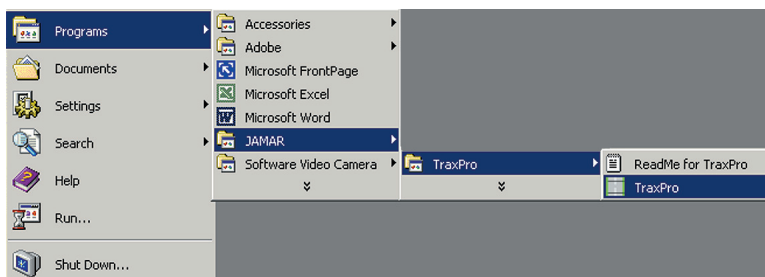 Programs
Documents
Settings
Search
Help
Run...
Shut Down...
Accessories
Adobe
Microsoft FrontPage
Microsoft Excel
Microsoft Word
JAMAR
Software Video Camera
TraxPro
ReadMe for TraxPro
TraxPro